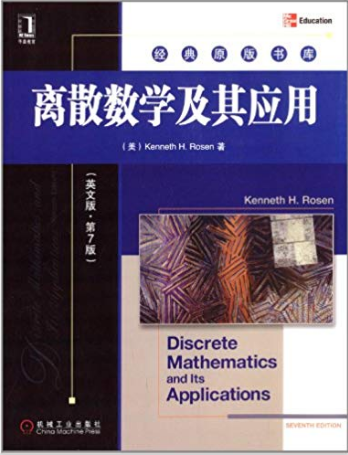 Education
经典原版书库
离散数学及其应用
(美) Kenneth H. Rosen 著
(英文版·第7版)
Kenneth H. Rosen
Discrete
Mathematics
and Its
Applications
SEVENTH EDITION
机械工业出版社
China Machine Press